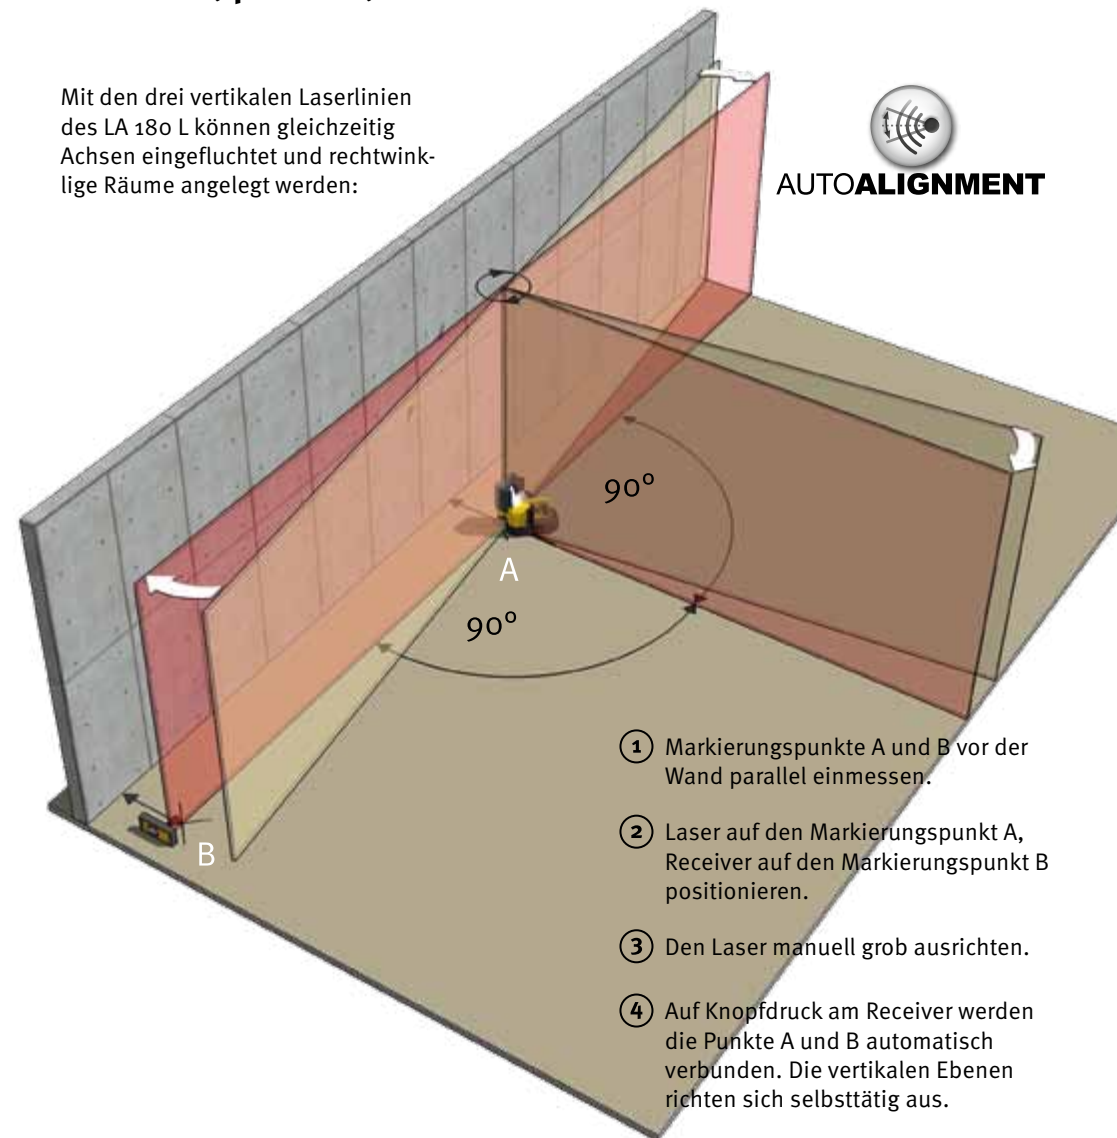 Mit den drei vertikalen Laserlinien
des LA 180 L können gleichzeitig
Achsen eingefluchtet und rechtwink-
lige Räume angelegt werden:
AUTOALIGNMENT
90°
A
90°
B
1 Markierungspunkte A und B vor der
Wand parallel einmessen.
2 Laser auf den Markierungspunkt A,
Receiver auf den Markierungspunkt B
positionieren.
3 Den Laser manuell grob ausrichten.
4 Auf Knopfdruck am Receiver werden
die Punkte A und B automatisch
verbunden. Die vertikalen Ebenen
richten sich selbsttätig aus.